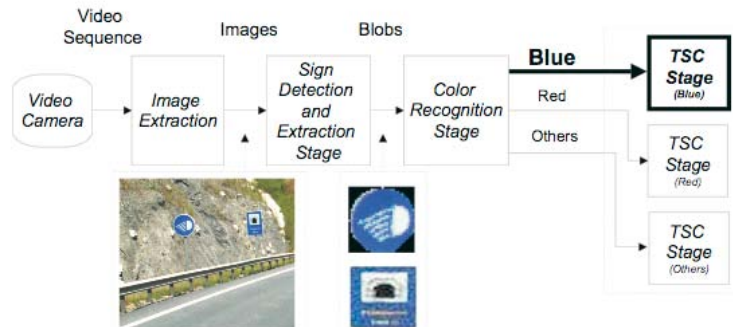 Video
Sequence
Images
Blobs
Video
Camera
Image
Extraction
Sign
Detection
and
Extraction
Stage
Color
Recognition
Stage
Blue
Red
Others
TSC
Stage
(Blue)
TSC
Stage
(Red)
TSC
Stage
(Others)